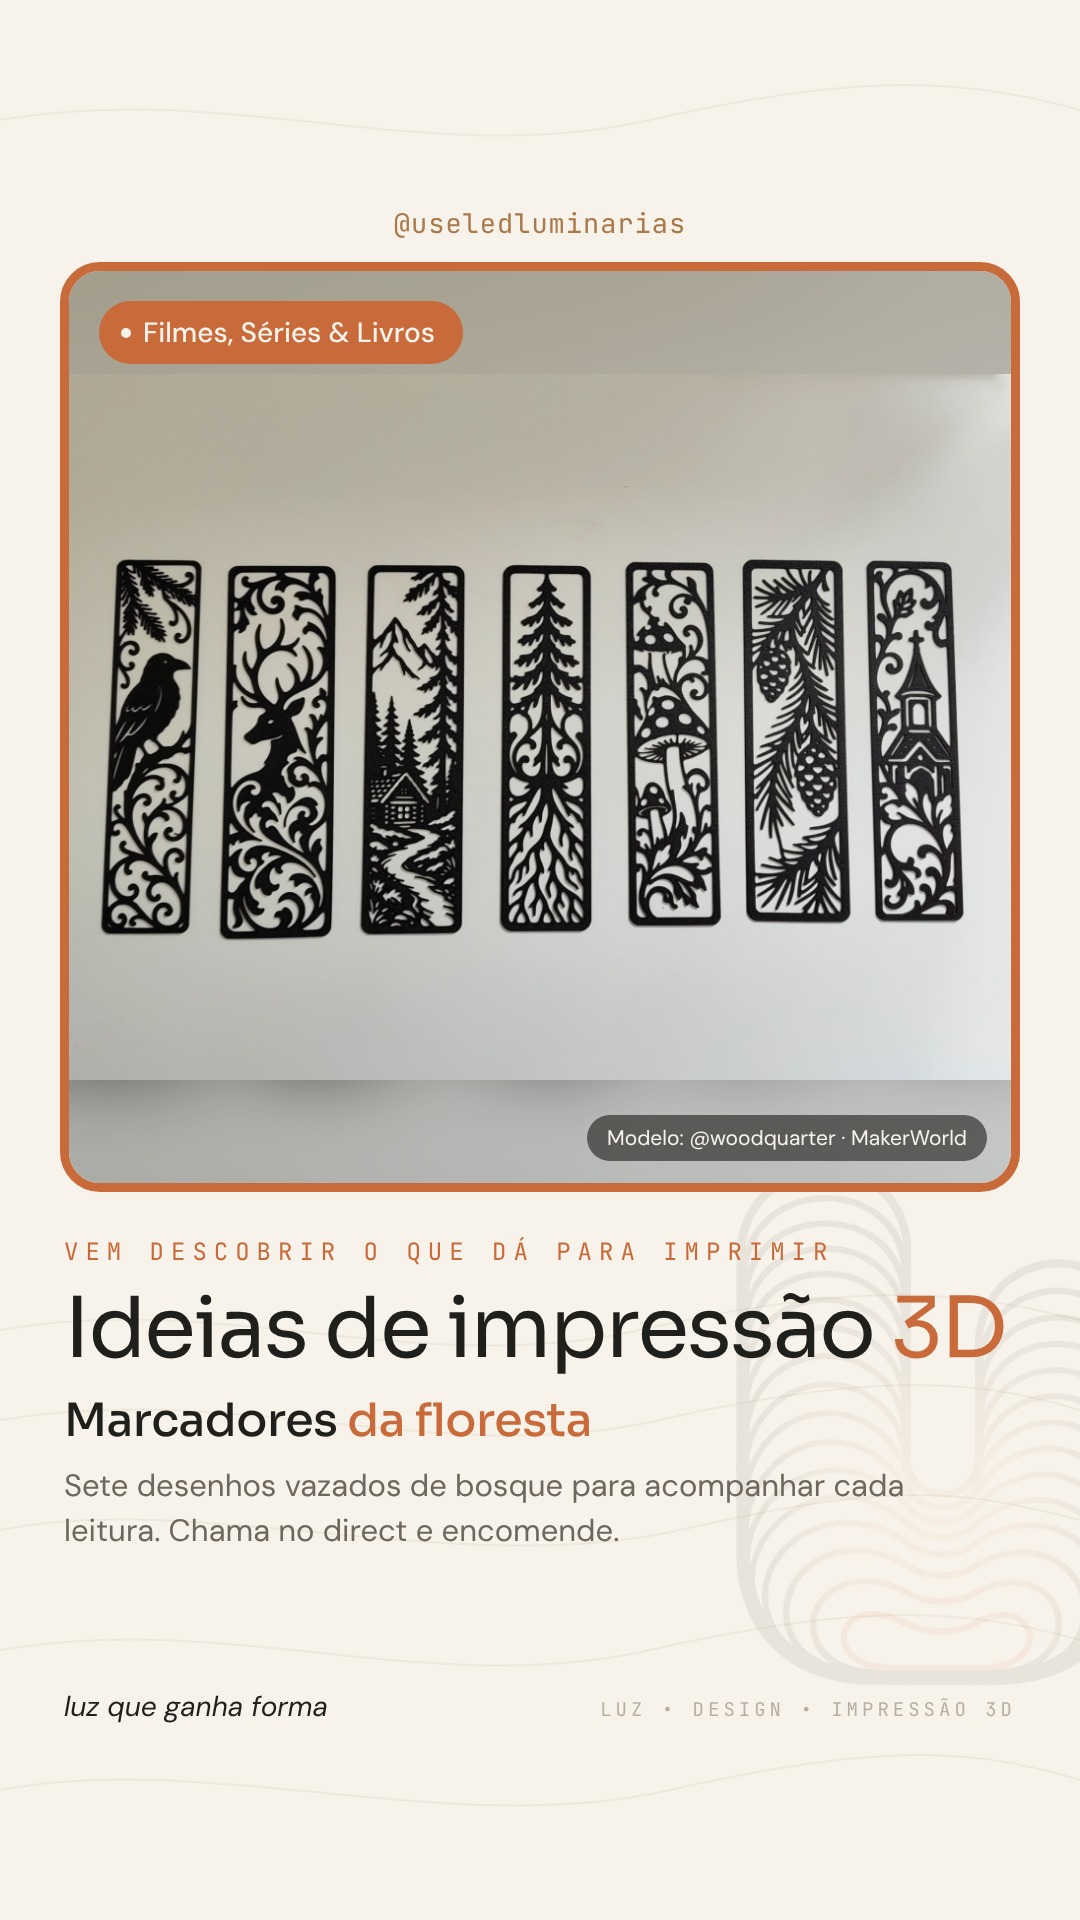 @useledluminarias
• Filmes, Séries & Livros
Modelo: @woodquarter · MakerWorld
VEM DESCOBRIR O QUE DÁ PARA IMPRIMIR
Ideias de impressão 3D
Marcadores da floresta
Sete desenhos vazados de bosque para acompanhar cada
leitura. Chama no direct e encomende.
luz que ganha forma
LUZ • DESIGN • IMPRESSÃO 3D